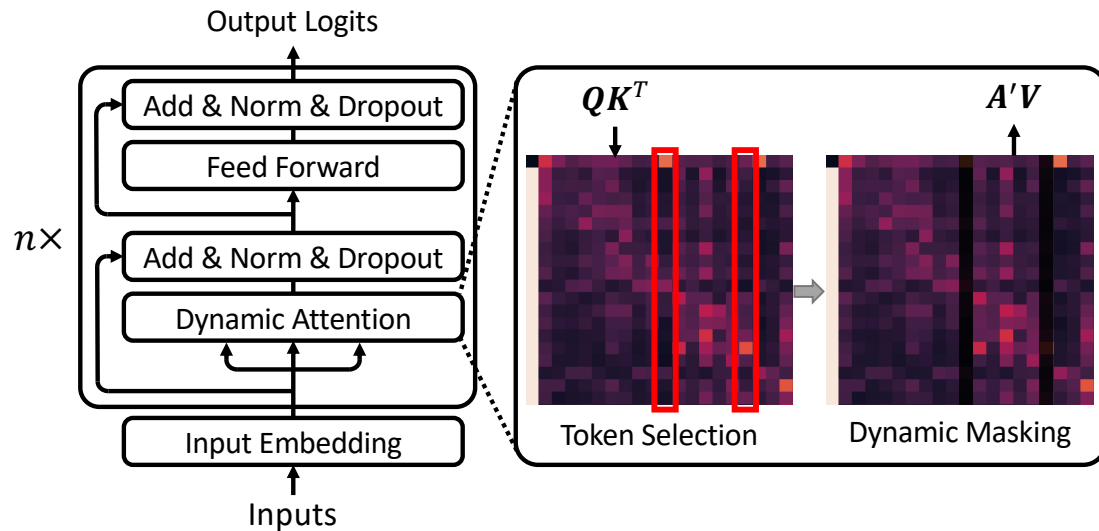 Output Logits
Add & Norm & Dropout
Feed Forward
n×
Add & Norm & Dropout
Dynamic Attention
Input Embedding
Inputs
QKᵀ
A′V
Token Selection
Dynamic Masking